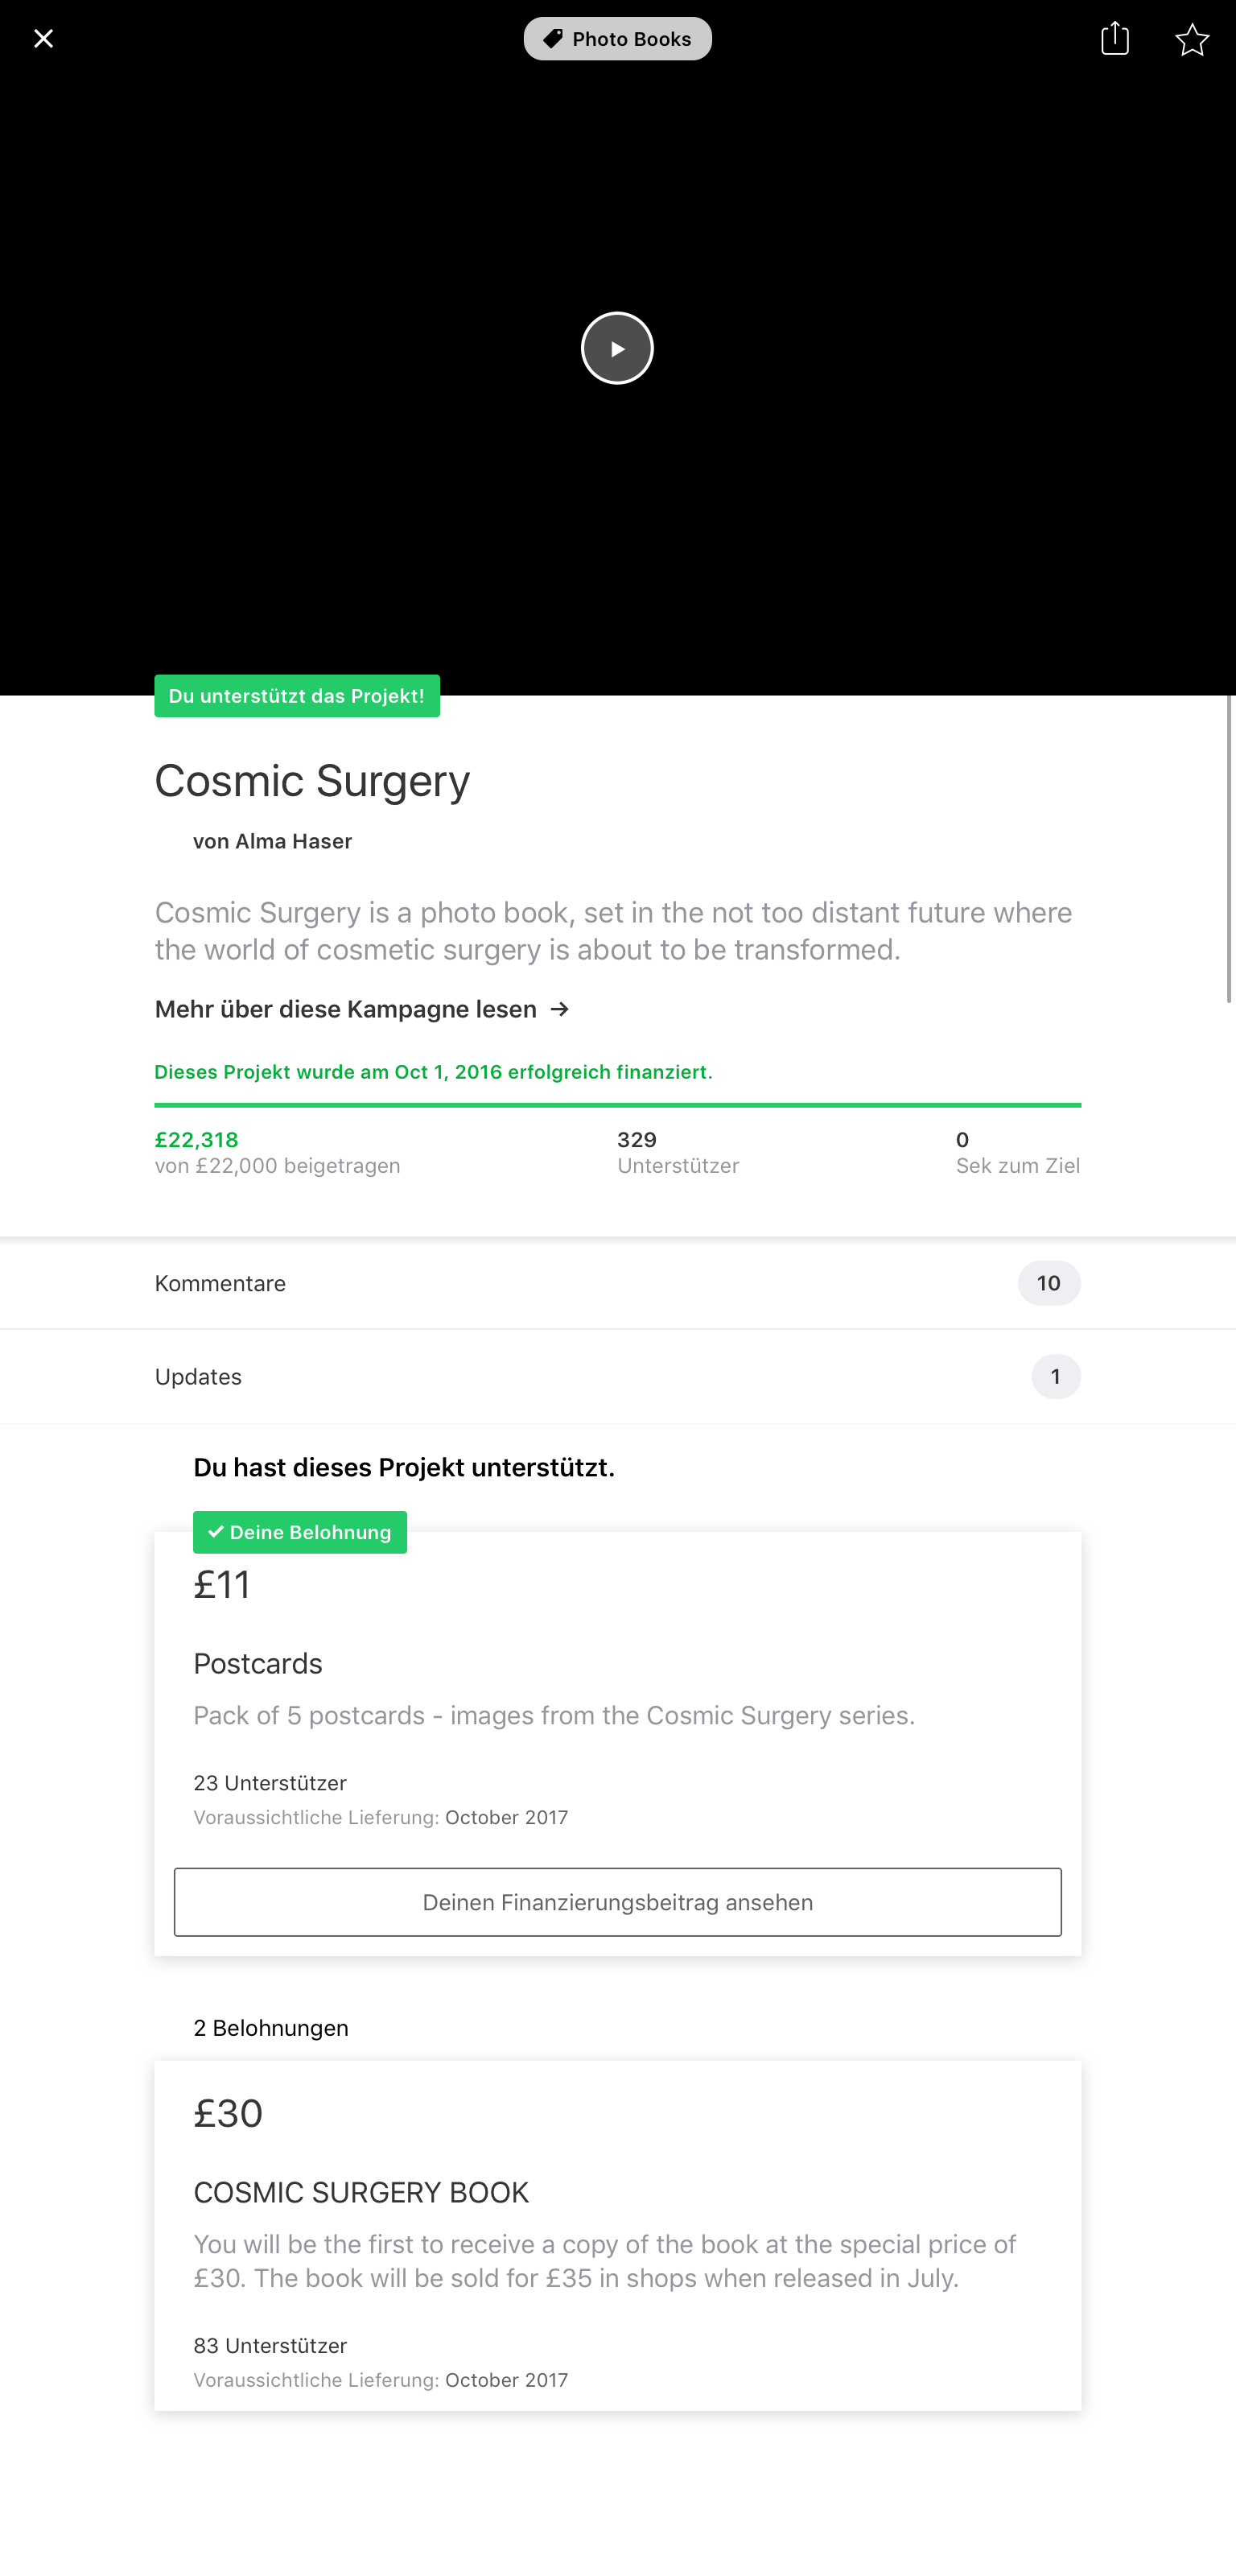 Photo Books
Du unterstützt das Projekt!
Cosmic Surgery
von Alma Haser
Cosmic Surgery is a photo book, set in the not too distant future where
the world of cosmetic surgery is about to be transformed.
Mehr über diese Kampagne lesen →
Dieses Projekt wurde am Oct 1, 2016 erfolgreich finanziert.
£22,318 329 0
von £22,000 beigetragen Unterstützer Sek zum Ziel
Kommentare 10
Updates 1
Du hast dieses Projekt unterstützt.
✓ Deine Belohnung
£11
Postcards
Pack of 5 postcards - images from the Cosmic Surgery series.
23 Unterstützer
Voraussichtliche Lieferung: October 2017
Deinen Finanzierungsbeitrag ansehen
2 Belohnungen
£30
COSMIC SURGERY BOOK
You will be the first to receive a copy of the book at the special price of
£30. The book will be sold for £35 in shops when released in July.
83 Unterstützer
Voraussichtliche Lieferung: October 2017